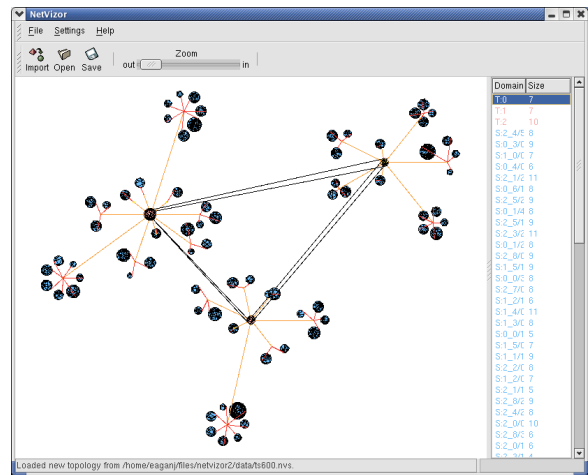 NetVizor
File Settings Help
Import Open Save
Zoom
out in
Domain Size
T:0 7
T:1 7
T:2 10
S:2_4/5 8
S:0_3/0 9
S:1_0/0 7
S:0_4/0 6
S:2_1/2 11
S:0_6/1 8
S:2_5/2 9
S:0_1/4 8
S:2_5/1 9
S:2_3/2 11
S:0_1/2 8
S:2_8/0 9
S:1_5/1 9
S:0_0/3 8
S:2_7/0 8
S:1_2/1 6
S:1_4/0 11
S:1_3/0 8
S:0_0/1 5
S:1_5/0 7
S:1_1/1 9
S:2_2/0 8
S:1_2/0 7
S:2_1/1 5
S:2_8/2 9
S:2_4/2 8
S:2_0/0 10
S:2_8/3 6
S:2_0/1 6
Loaded new topology from /home/eaganj/files/netvizor2/data/ts600.nvs.